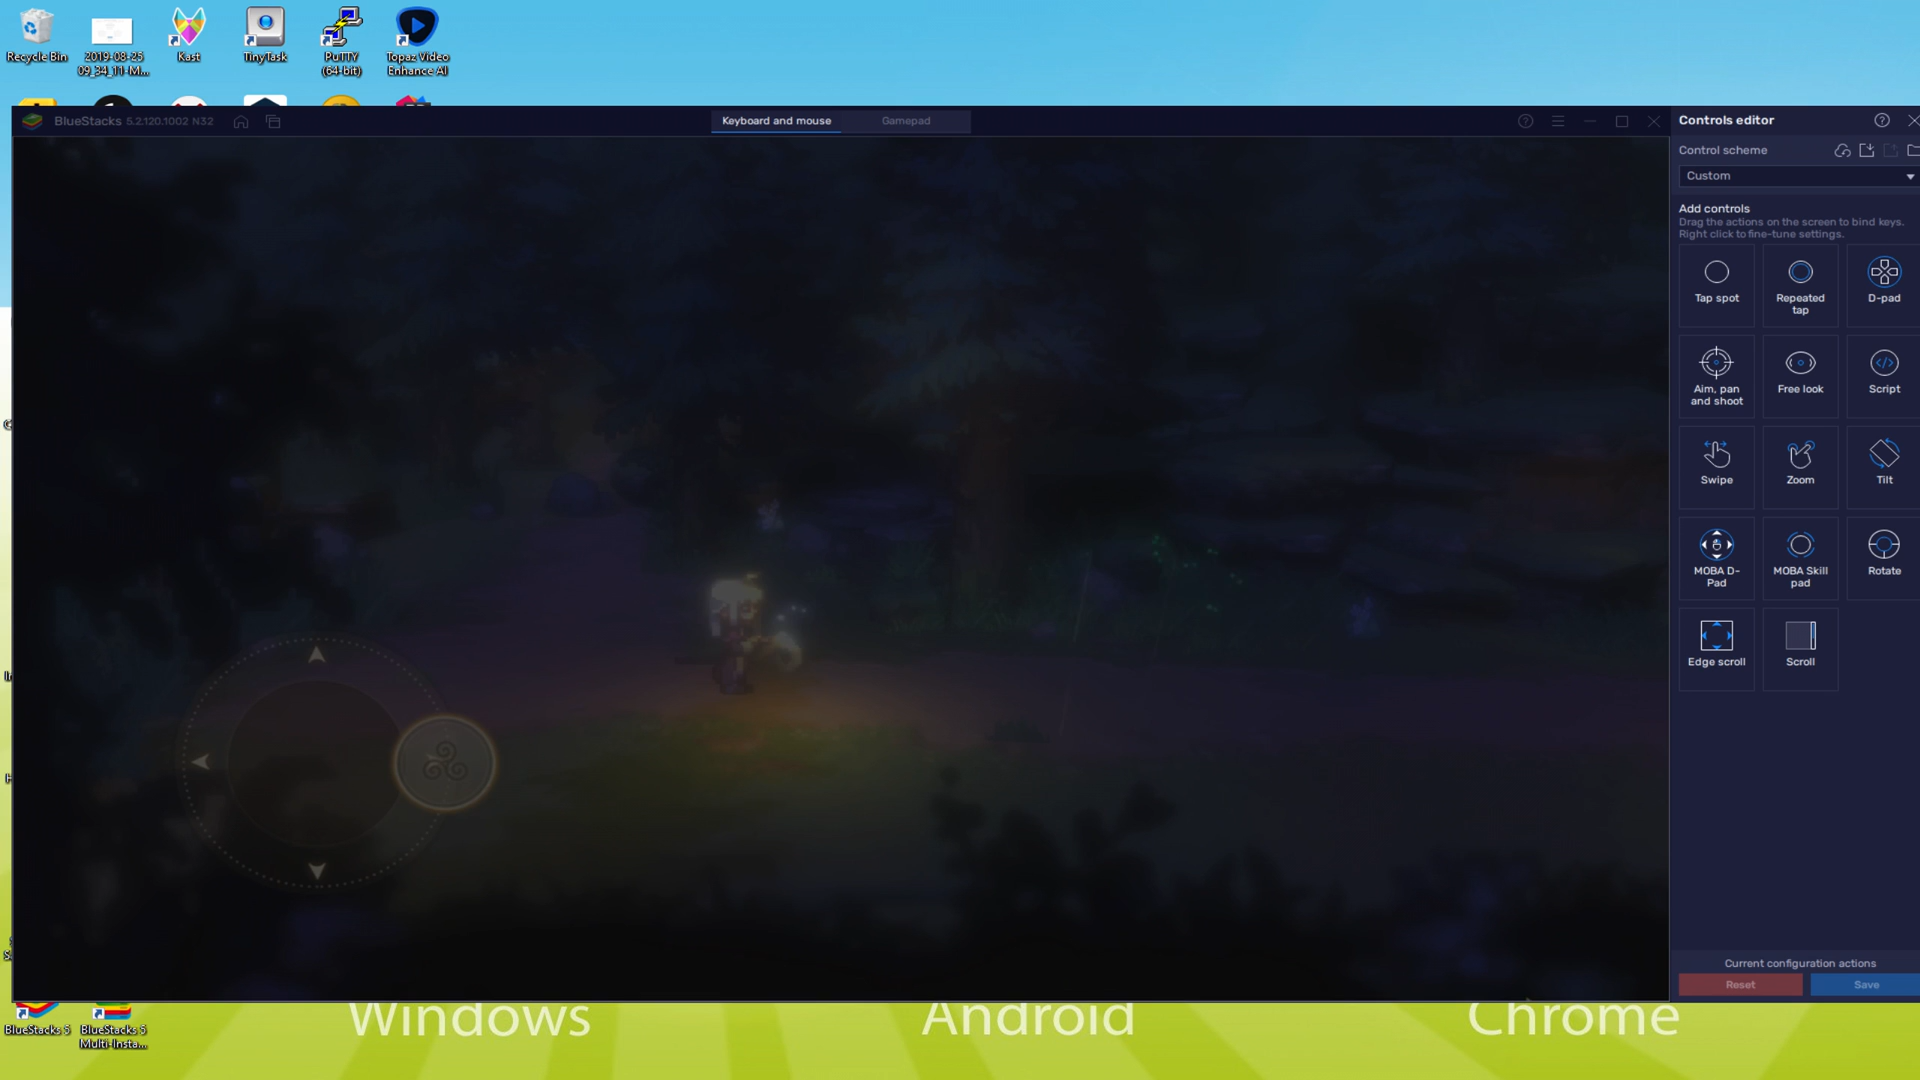 Recycle Bin
2019-08-25
09_34_11-M...
Kast
TinyTask
PuTTY
(64-bit)
Topaz Video
Enhance AI
BlueStacks 5.2.120.1002 N32
Keyboard and mouse
Gamepad
Controls editor
Control scheme
Custom
Add controls
Drag the actions on the screen to bind keys.
Right click to fine-tune settings.
Tap spot
Repeated
tap
D-pad
Aim, pan
and shoot
Free look
Script
Swipe
Zoom
Tilt
MOBA D-
Pad
MOBA Skill
pad
Rotate
Edge scroll
Scroll
Current configuration actions
Reset
Save
BlueStacks 5
BlueStacks 5
Multi-Insta...
Windows
Android
Chrome